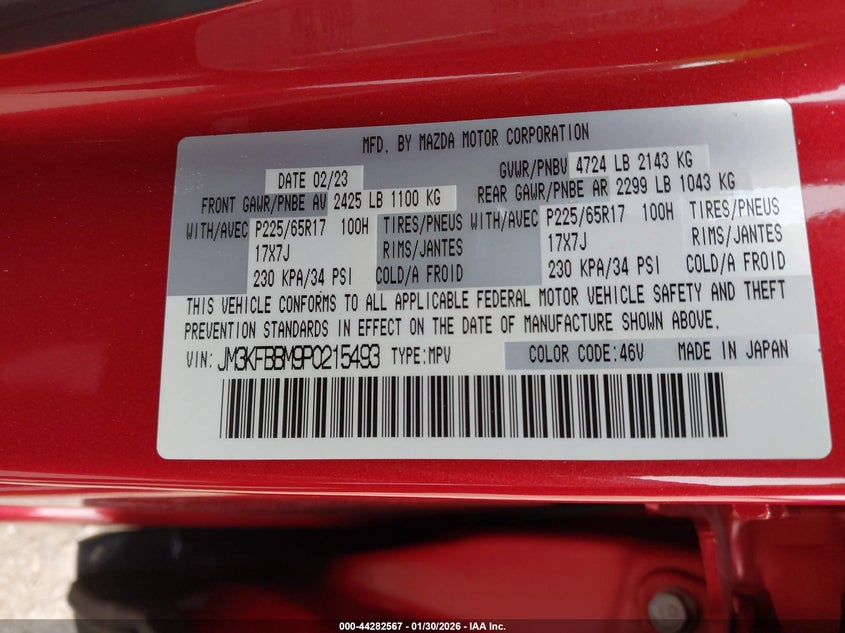 MFD. BY MAZDA MOTOR CORPORATION
DATE 02/23 GVWR/PNBV 4724 LB 2143 KG
FRONT GAWR/PNBE AV 2425 LB 1100 KG REAR GAWR/PNBE AR 2299 LB 1043 KG
WITH/AVEC P225/65R17 100H TIRES/PNEUS WITH/AVEC P225/65R17 100H TIRES/PNEUS
17X7J RIMS/JANTES 17X7J RIMS/JANTES
230 KPA/34 PSI COLD/A FROID 230 KPA/34 PSI COLD/A FROID
THIS VEHICLE CONFORMS TO ALL APPLICABLE FEDERAL MOTOR VEHICLE SAFETY AND THEFT
PREVENTION STANDARDS IN EFFECT ON THE DATE OF MANUFACTURE SHOWN ABOVE.
VIN: JM3KFBBM9P0215493 TYPE:MPV COLOR CODE:46V MADE IN JAPAN
000-44282567 - 01/30/2026 - IAA Inc.